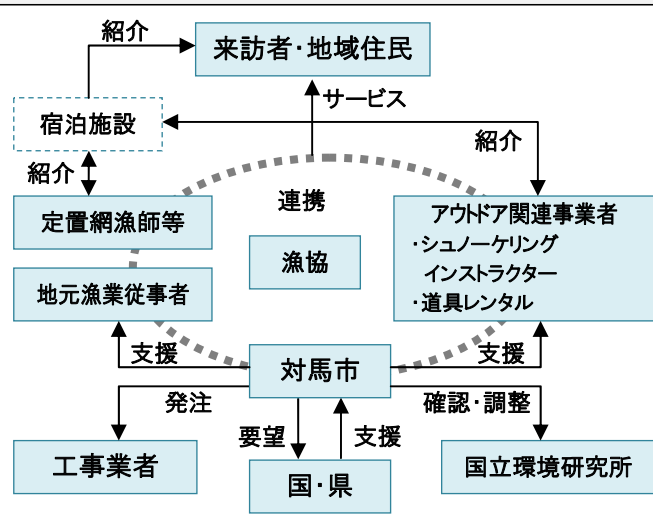 紹介
来訪者・地域住民
サービス
宿泊施設
紹介
紹介
定置網漁師等
連携
アウトドア関連事業者
・シュノーケリング
インストラクター
・道具レンタル
漁協
地元漁業従事者
支援
対馬市
支援
発注
確認・調整
要望
支援
工事業者
国・県
国立環境研究所